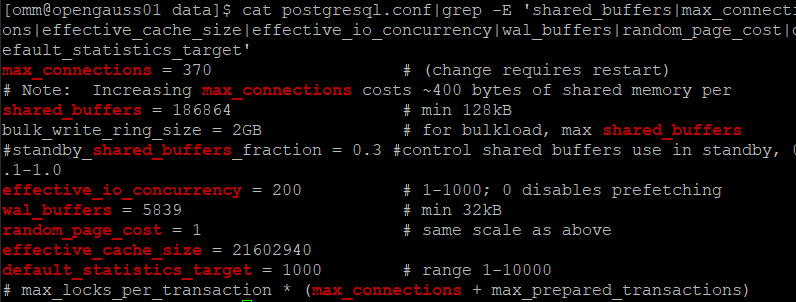 [omm@opengauss01 data]$ cat postgresql.conf|grep -E 'shared_buffers|max_connecti
ons|effective_cache_size|effective_io_concurrency|wal_buffers|random_page_cost|d
efault_statistics_target'
max_connections = 370                   # (change requires restart)
# Note:  Increasing max_connections costs ~400 bytes of shared memory per
shared_buffers = 186864                 # min 128kB
bulk_write_ring_size = 2GB              # for bulkload, max shared_buffers
#standby_shared_buffers_fraction = 0.3 #control shared buffers use in standby, 0
.1-1.0
effective_io_concurrency = 200          # 1-1000; 0 disables prefetching
wal_buffers = 5839                      # min 32kB
random_page_cost = 1                    # same scale as above
effective_cache_size = 21602940
default_statistics_target = 1000        # range 1-10000
# max_locks_per_transaction * (max_connections + max_prepared_transactions)